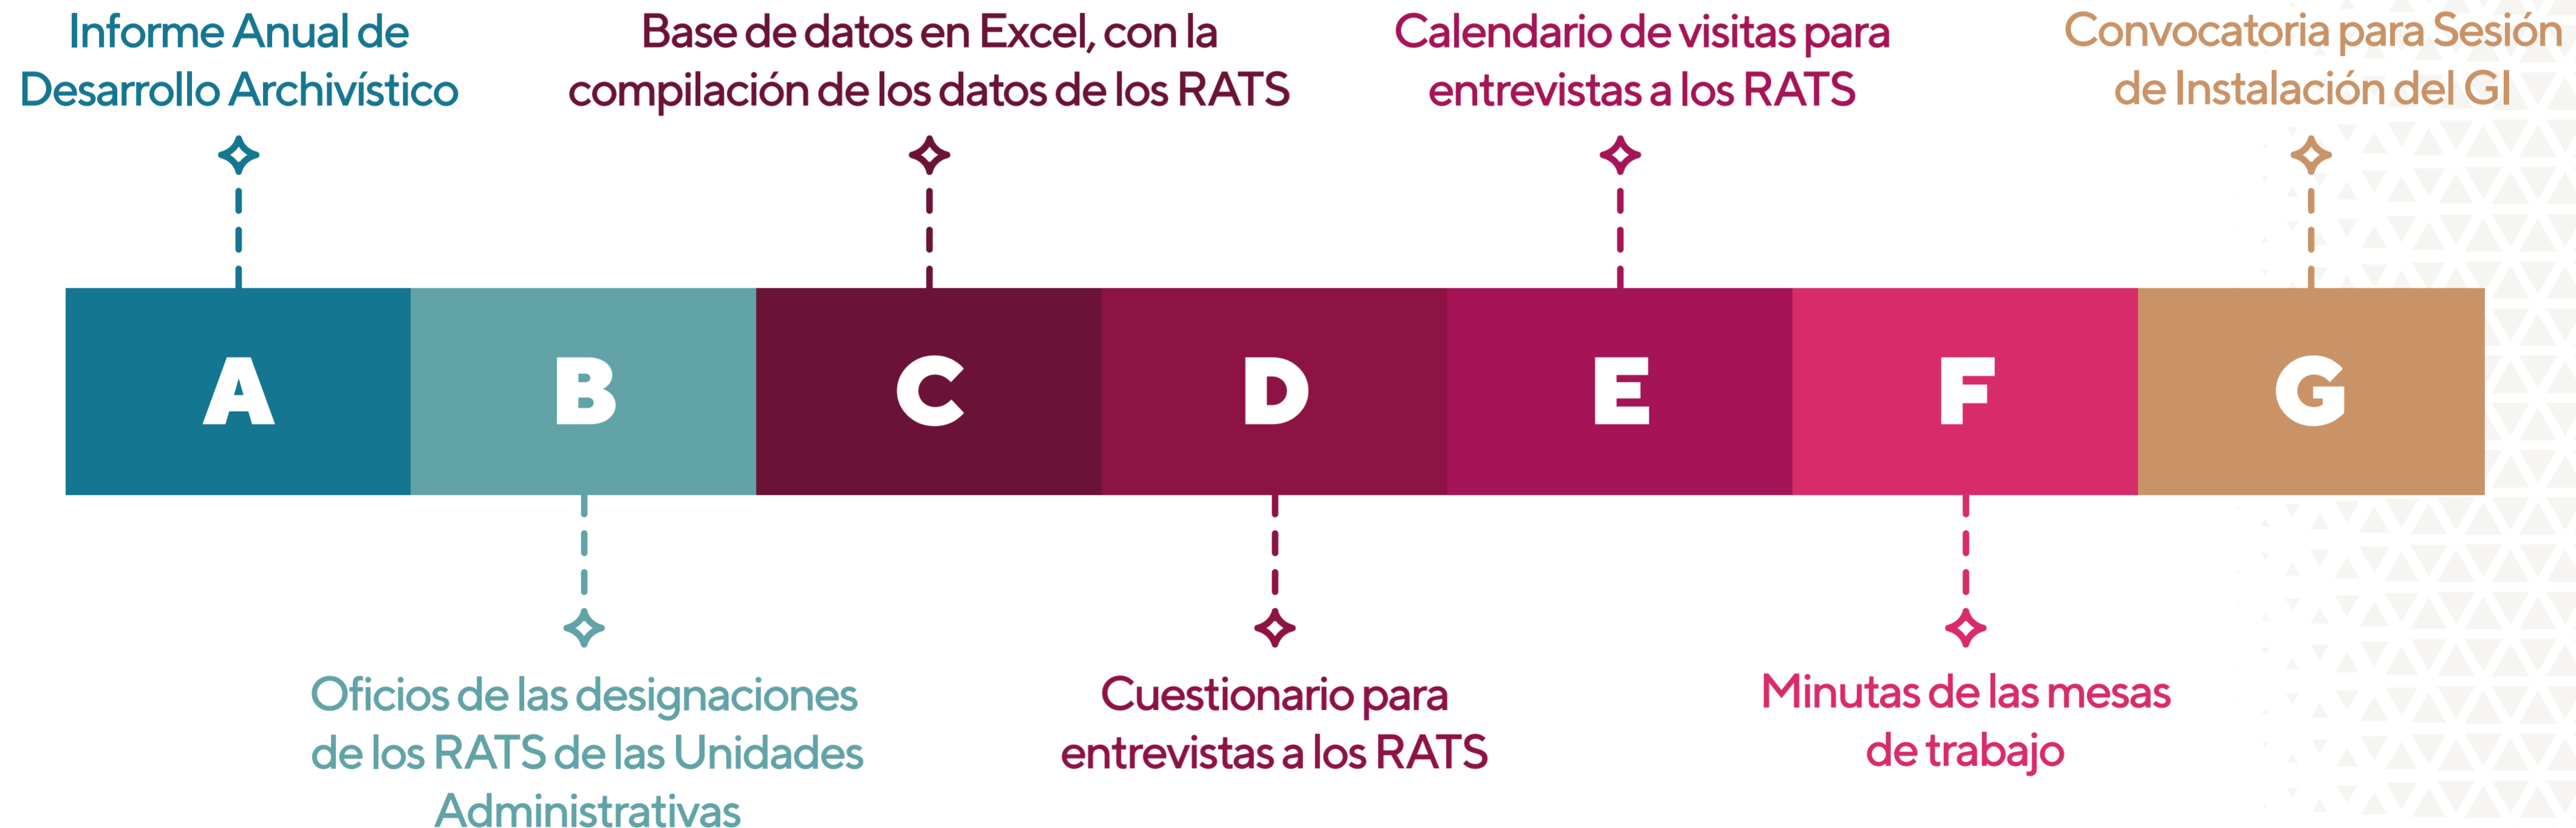 Informe Anual de
Desarrollo Archivístico
Base de datos en Excel, con la
compilación de los datos de los RATS
Calendario de visitas para
entrevistas a los RATS
Convocatoria para Sesión
de Instalación del GI
A
B
C
D
E
F
G
Oficios de las designaciones
de los RATS de las Unidades
Administrativas
Cuestionario para
entrevistas a los RATS
Minutas de las mesas
de trabajo